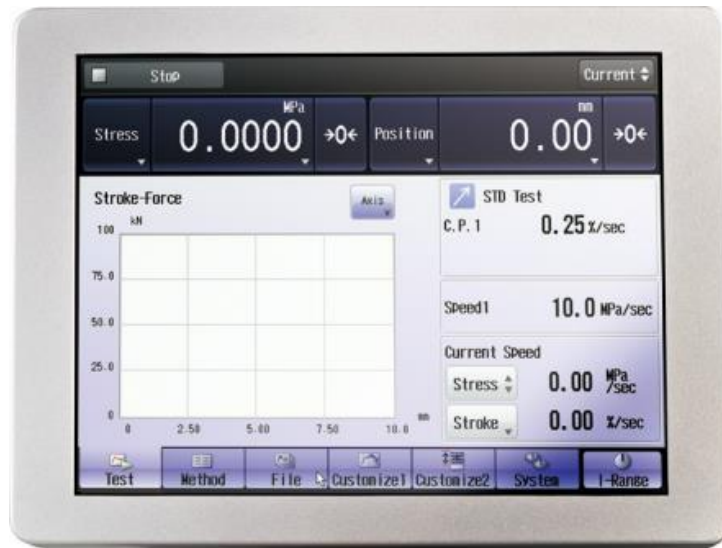 Stop
Current
Stress
0.0000
MPa
→0←
Position
0.00
mm
→0←
Stroke-Force
Axis
kN
100
75.0
50.0
25.0
0
0 2.50 5.00 7.50 10.0 mm
STD Test
C.P.1 0.25 %/sec
Speed1 10.0 MPa/sec
Current Speed
Stress 0.00 MPa/sec
Stroke 0.00 %/sec
Test Method File Customize1 Customize2 System I-Range